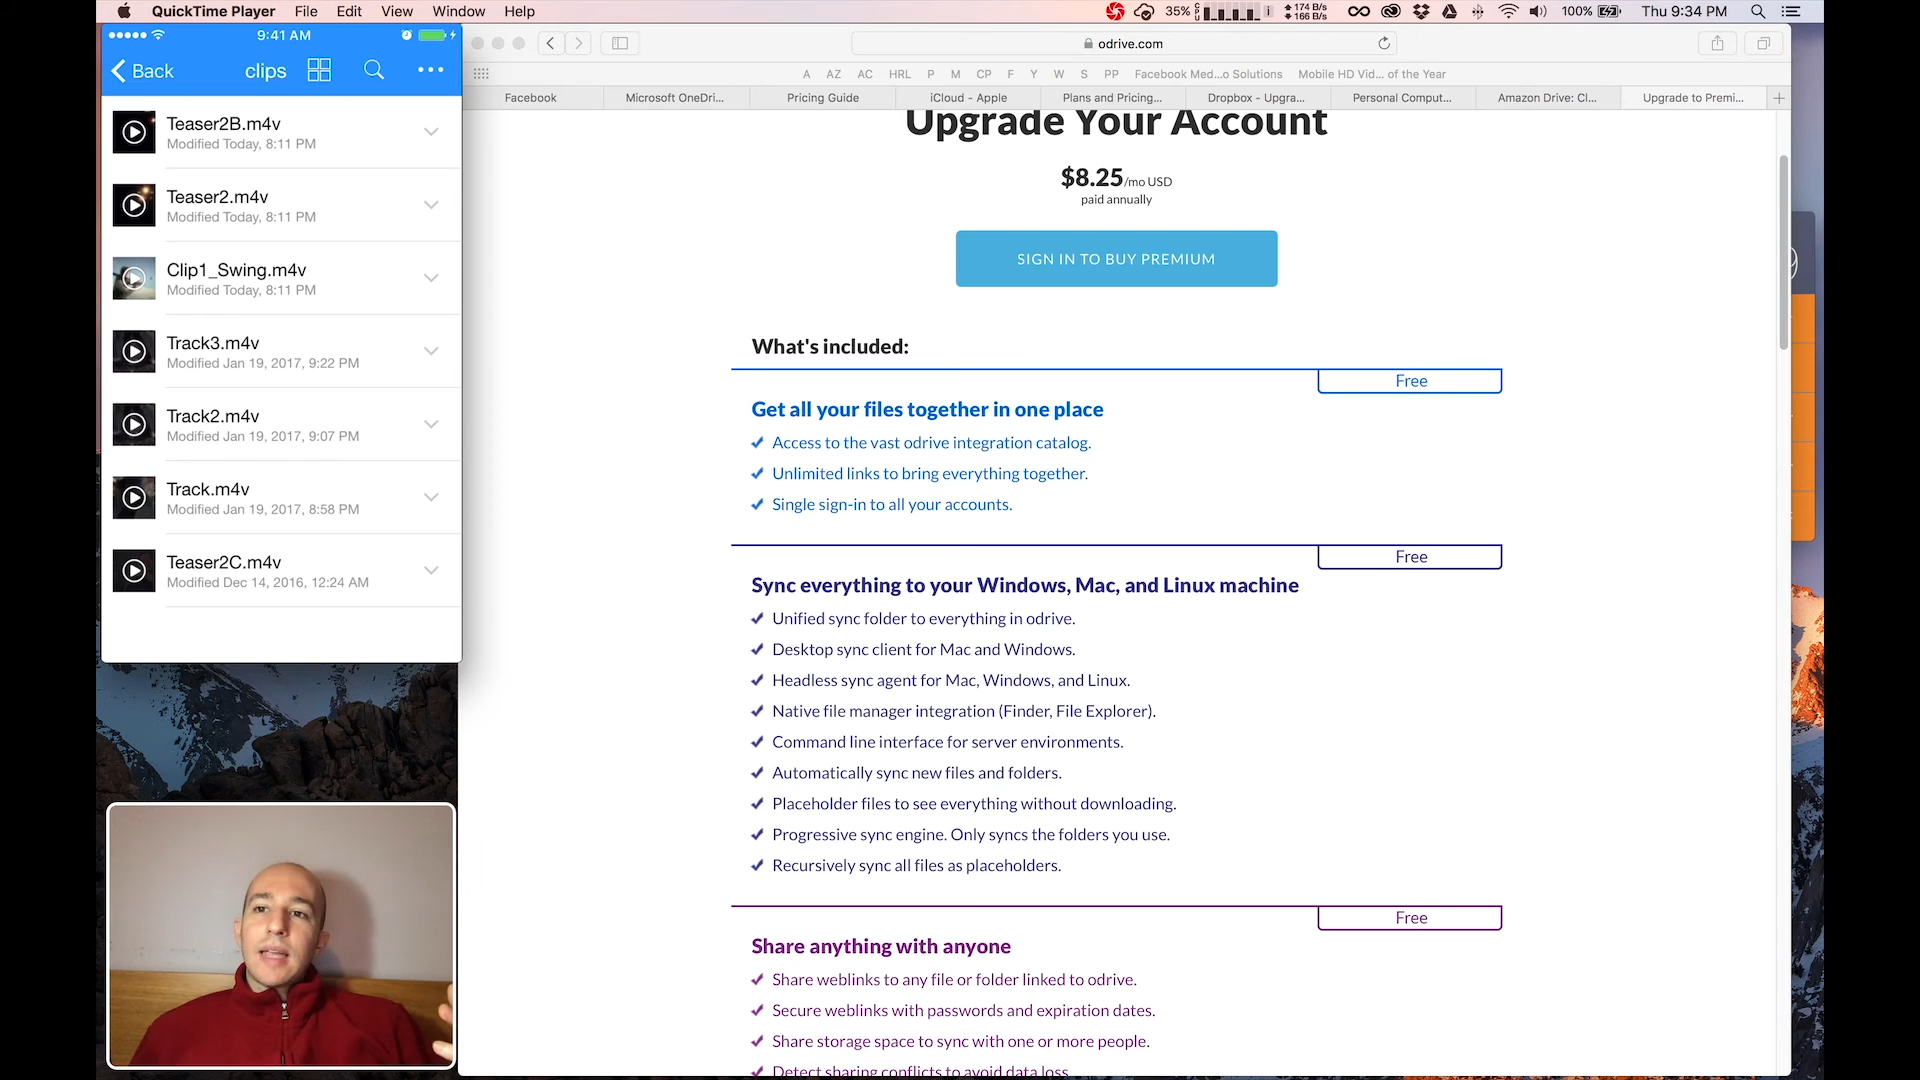 QuickTime Player File Edit View Window Help
35% 174 B/s 166 B/s 100% Thu 9:34 PM
9:41 AM
Back clips
Teaser2B.m4v
Modified Today, 8:11 PM
Teaser2.m4v
Modified Today, 8:11 PM
Clip1_Swing.m4v
Modified Today, 8:11 PM
Track3.m4v
Modified Jan 19, 2017, 9:22 PM
Track2.m4v
Modified Jan 19, 2017, 9:07 PM
Track.m4v
Modified Jan 19, 2017, 8:58 PM
Teaser2C.m4v
Modified Dec 14, 2016, 12:24 AM
odrive.com
A AZ AC HRL P M CP F Y W S PP Facebook Med...o Solutions Mobile HD Vid... of the Year
Facebook Microsoft OneDri... Pricing Guide iCloud - Apple Plans and Pricing... Dropbox - Upgra... Personal Comput... Amazon Drive: Cl... Upgrade to Premi...
Upgrade Your Account
$8.25/mo USD
paid annually
SIGN IN TO BUY PREMIUM
What's included:
Free
Get all your files together in one place
Access to the vast odrive integration catalog.
Unlimited links to bring everything together.
Single sign-in to all your accounts.
Free
Sync everything to your Windows, Mac, and Linux machine
Unified sync folder to everything in odrive.
Desktop sync client for Mac and Windows.
Headless sync agent for Mac, Windows, and Linux.
Native file manager integration (Finder, File Explorer).
Command line interface for server environments.
Automatically sync new files and folders.
Placeholder files to see everything without downloading.
Progressive sync engine. Only syncs the folders you use.
Recursively sync all files as placeholders.
Free
Share anything with anyone
Share weblinks to any file or folder linked to odrive.
Secure weblinks with passwords and expiration dates.
Share storage space to sync with one or more people.
Detect sharing conflicts to avoid data loss